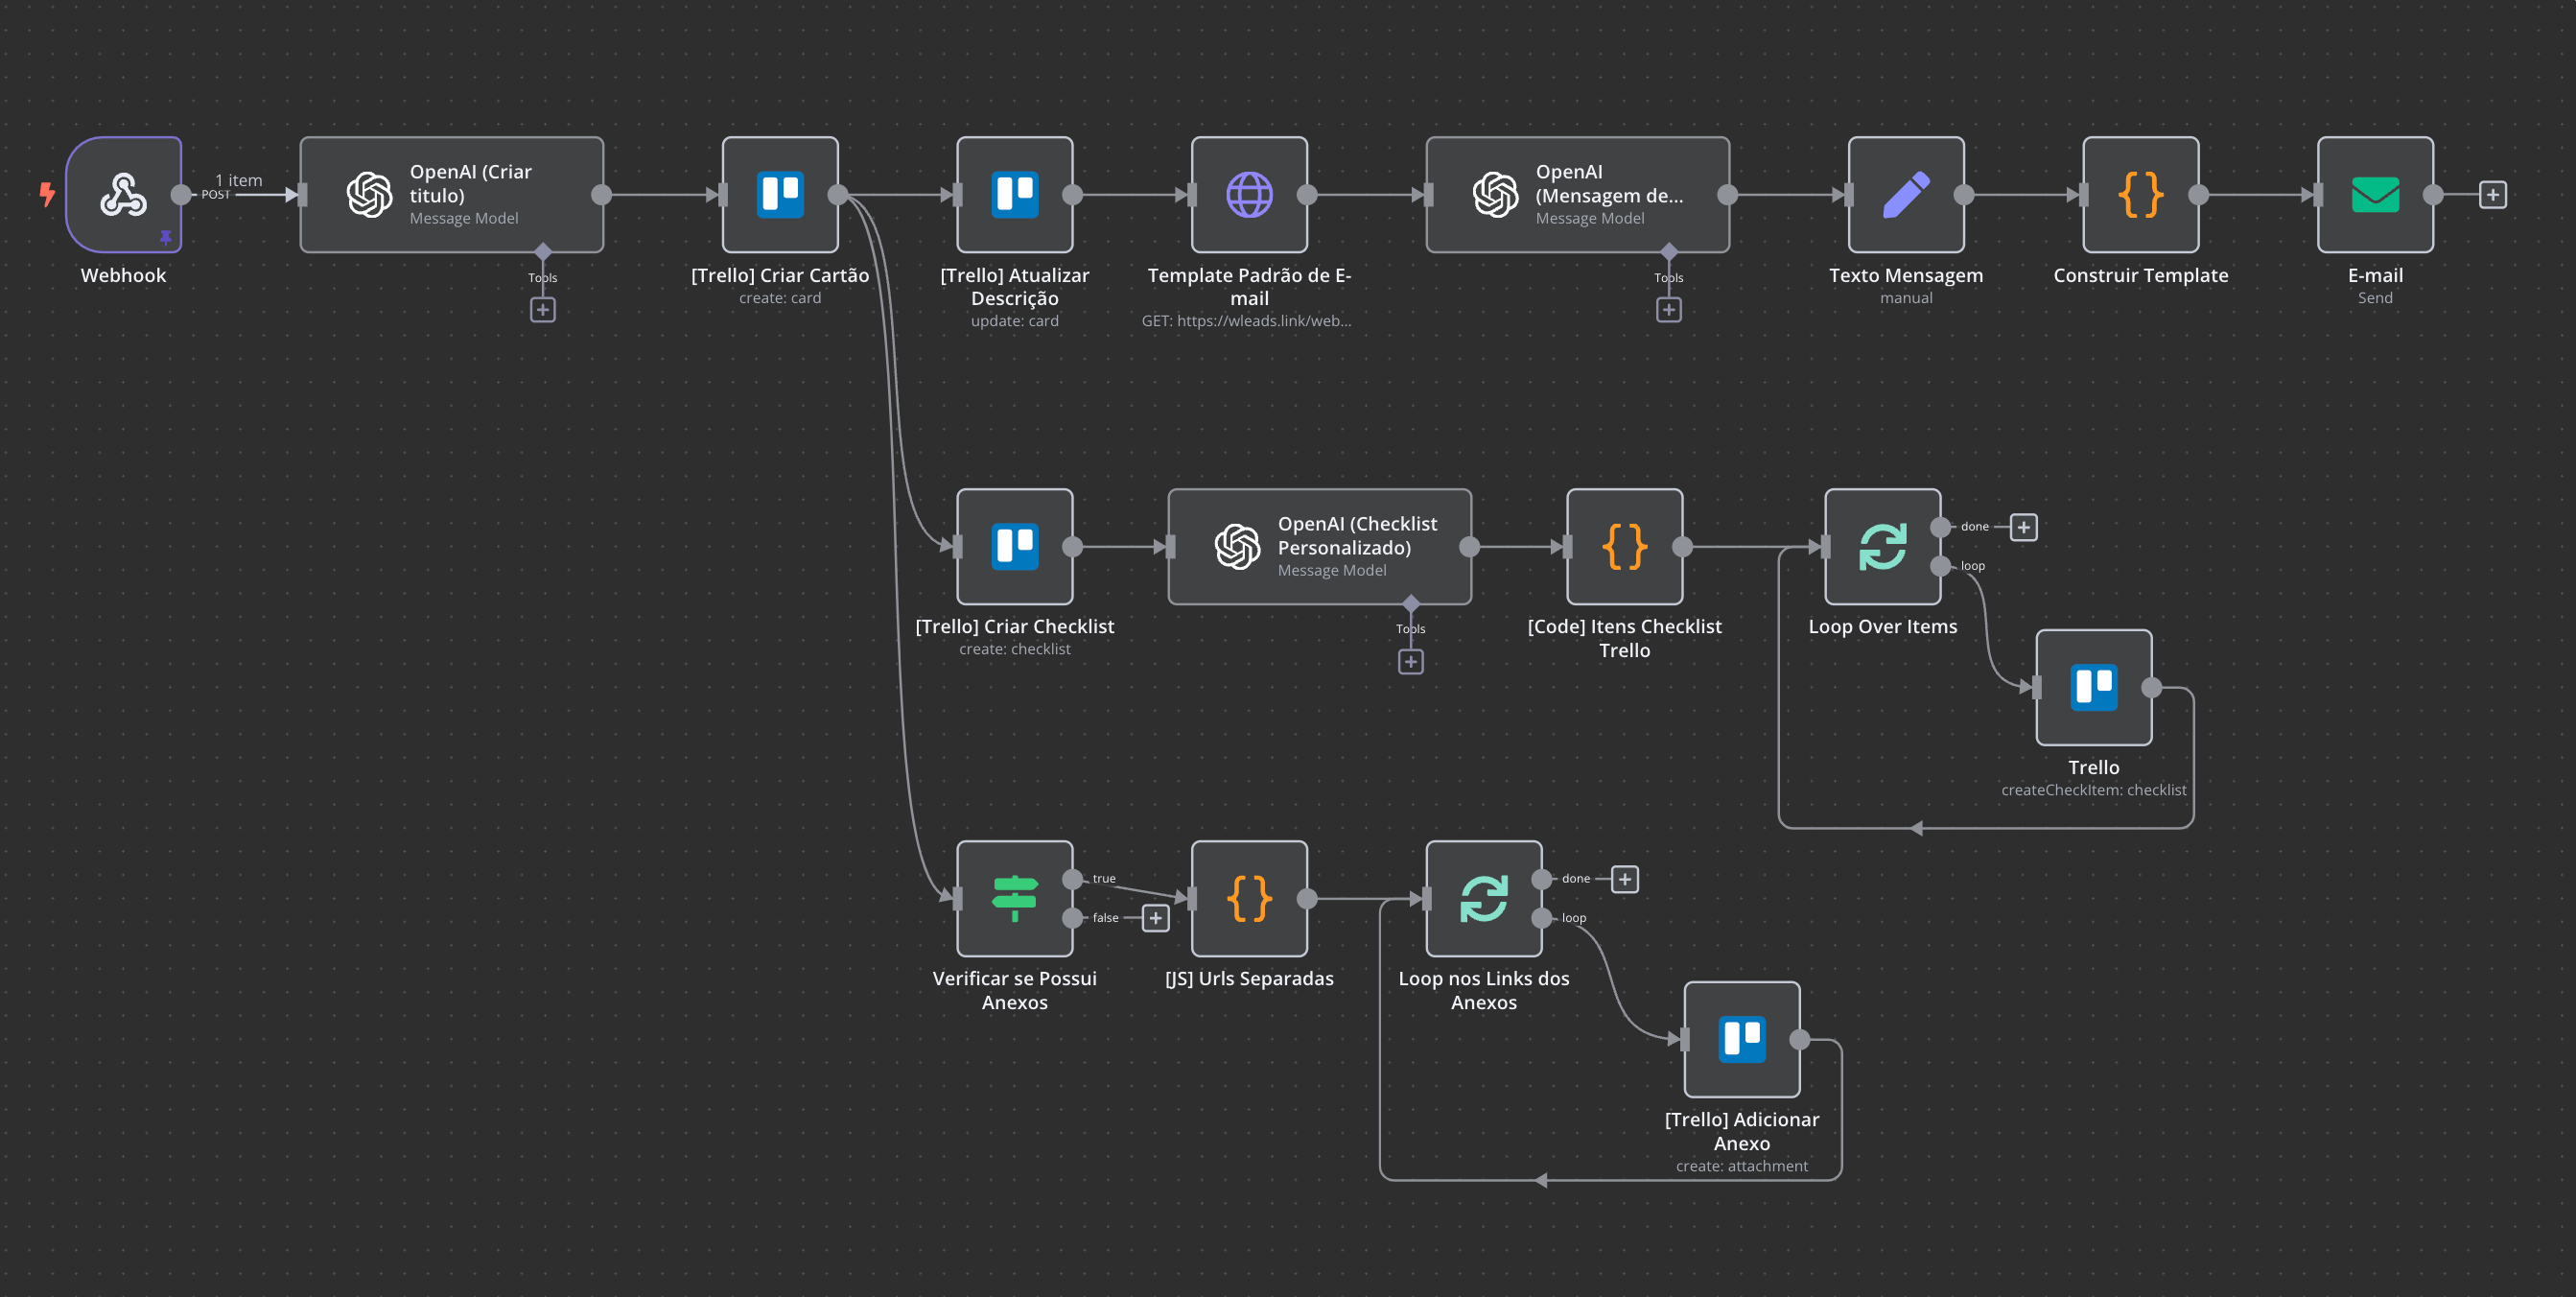 POST
1 item
OpenAI (Criar
titulo)
Message Model
Tools
Webhook
[Trello] Criar Cartão
create: card
[Trello] Atualizar
Descrição
update: card
Template Padrão de E-
mail
GET: https://wleads.link/web...
OpenAI
(Mensagem de...
Message Model
Tools
Texto Mensagem
manual
Construir Template
E-mail
Send
[Trello] Criar Checklist
create: checklist
OpenAI (Checklist
Personalizado)
Message Model
Tools
[Code] Itens Checklist
Trello
Loop Over Items
done
loop
Trello
createCheckItem: checklist
Verificar se Possui
Anexos
true
false
[JS] Urls Separadas
Loop nos Links dos
Anexos
done
loop
[Trello] Adicionar
Anexo
create: attachment